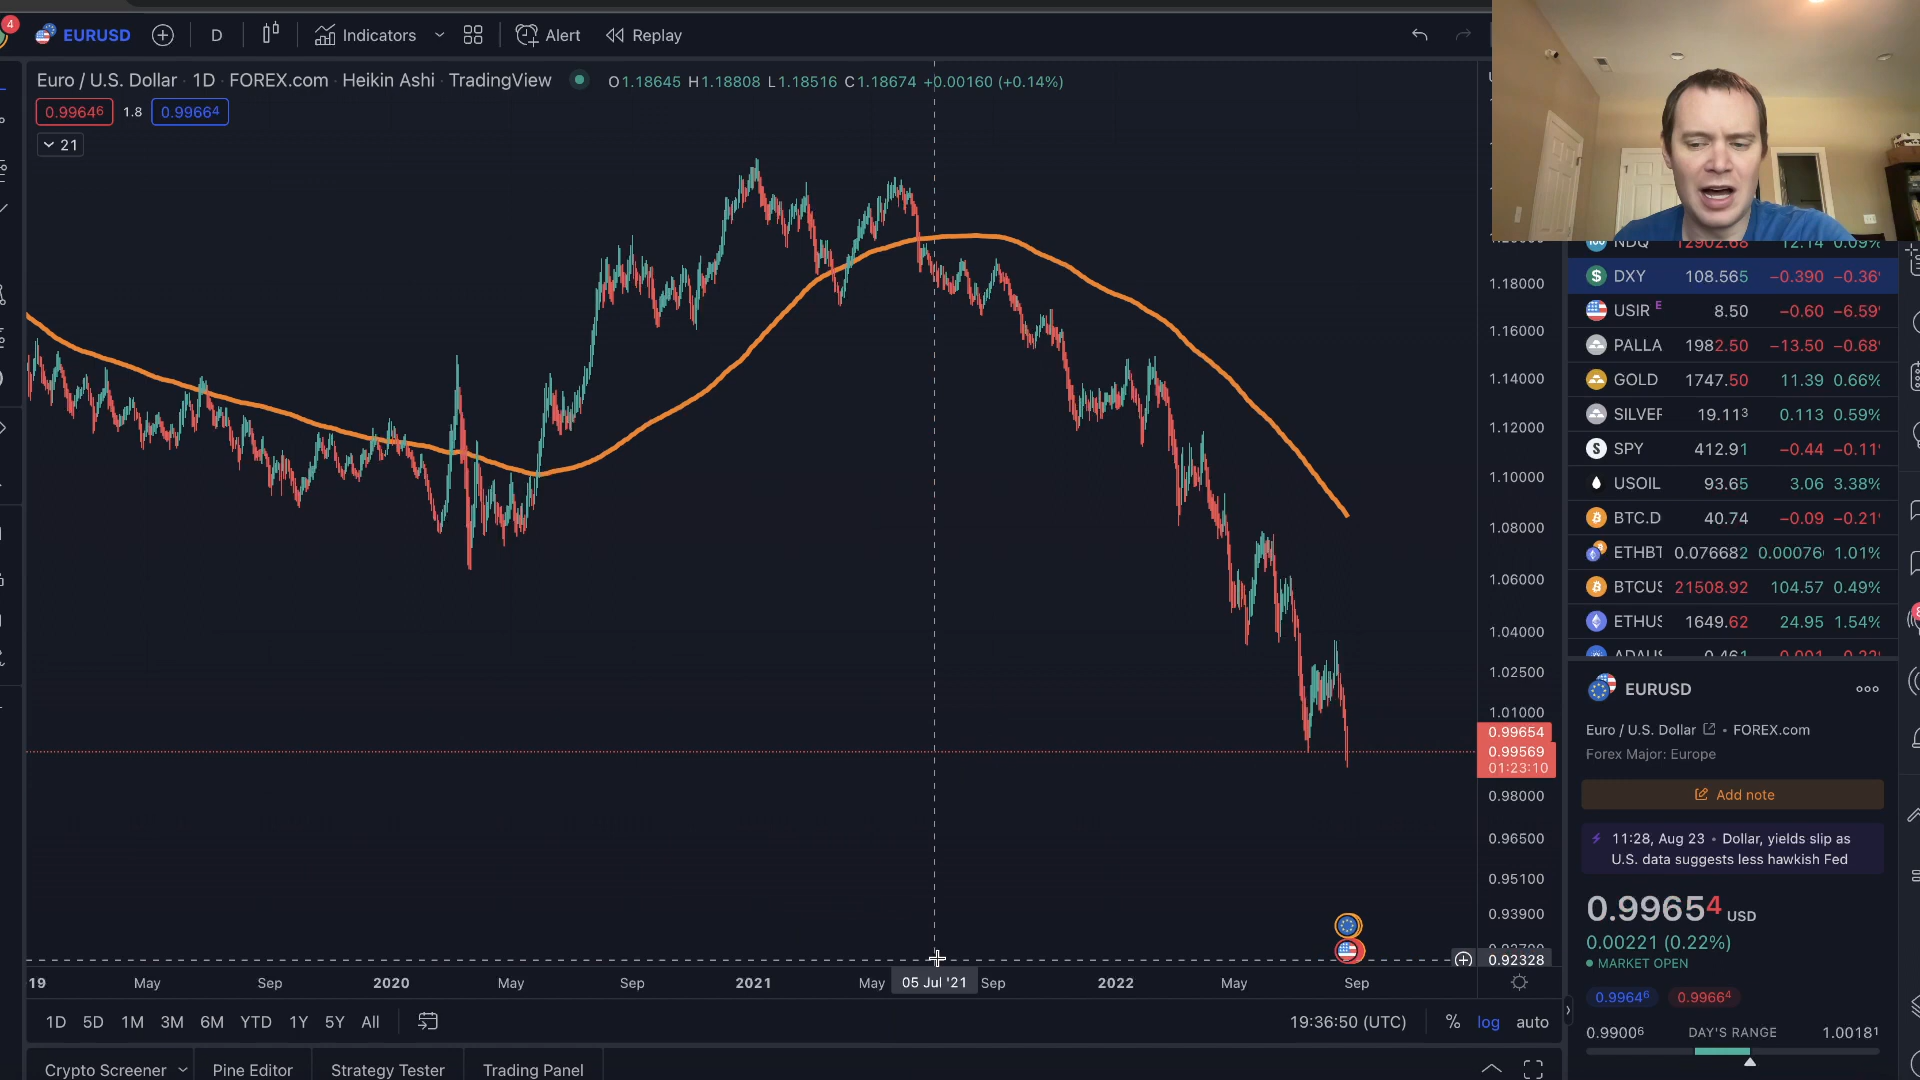 4
EURUSD
D
Indicators
Alert
Replay
Euro / U.S. Dollar · 1D · FOREX.com · Heikin Ashi · TradingView
O1.18645 H1.18808 L1.18516 C1.18674 +0.00160 (+0.14%)
0.99646
1.8
0.99664
21
1.18000
1.16000
1.14000
1.12000
1.10000
1.08000
1.06000
1.04000
1.02500
1.01000
0.99654
0.99569
01:23:10
0.98000
0.96500
0.95100
0.93900
0.92328
19
May
Sep
2020
May
Sep
2021
May
05 Jul '21
Sep
2022
May
Sep
1D 5D 1M 3M 6M YTD 1Y 5Y All
19:36:50 (UTC)
% log auto
Crypto Screener
Pine Editor
Strategy Tester
Trading Panel
NDQ 12902.68 12.14 0.09%
DXY 108.565 −0.390 −0.36
USIR E 8.50 −0.60 −6.59
PALLA 1982.50 −13.50 −0.68
GOLD 1747.50 11.39 0.66%
SILVER 19.113 0.113 0.59%
SPY 412.91 −0.44 −0.11
USOIL 93.65 3.06 3.38%
BTC.D 40.74 −0.09 −0.21
ETHBT 0.076682 0.00076 1.01%
BTCUS 21508.92 104.57 0.49%
ETHUS 1649.62 24.95 1.54%
EURUSD
Euro / U.S. Dollar • FOREX.com
Forex Major: Europe
Add note
11:28, Aug 23 • Dollar, yields slip as
U.S. data suggests less hawkish Fed
0.99654 USD
0.00221 (0.22%)
MARKET OPEN
0.99646
0.99664
0.99006 DAY'S RANGE 1.00181